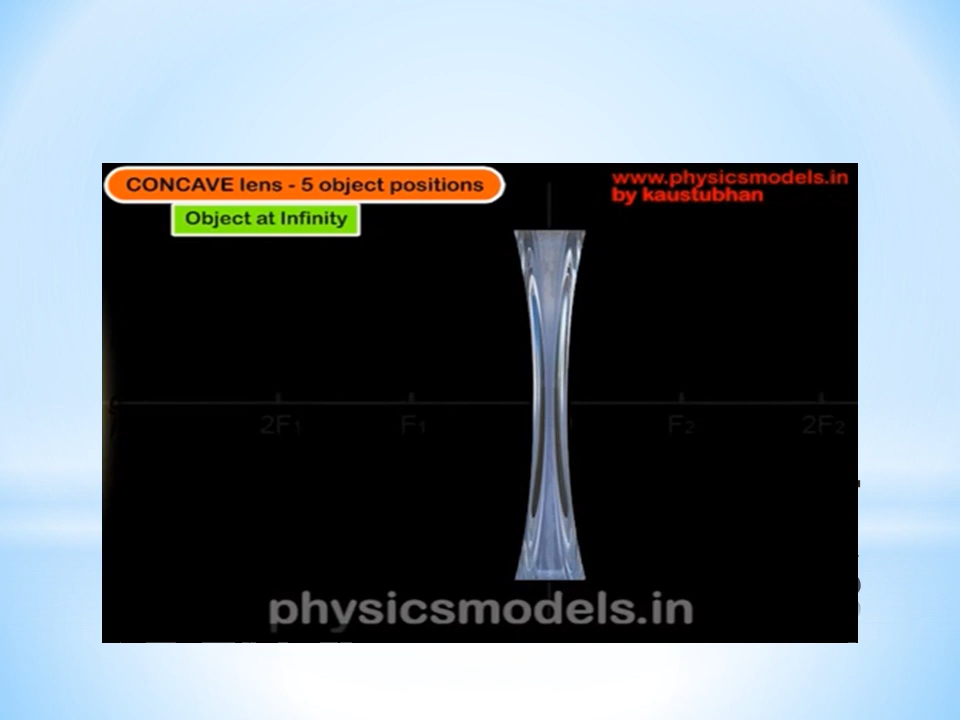 CONCAVE lens - 5 object positions
www.physicsmodels.in
by kaustubhan
Object at Infinity
2F₁ F₁ F₂ 2F₂
physicsmodels.in